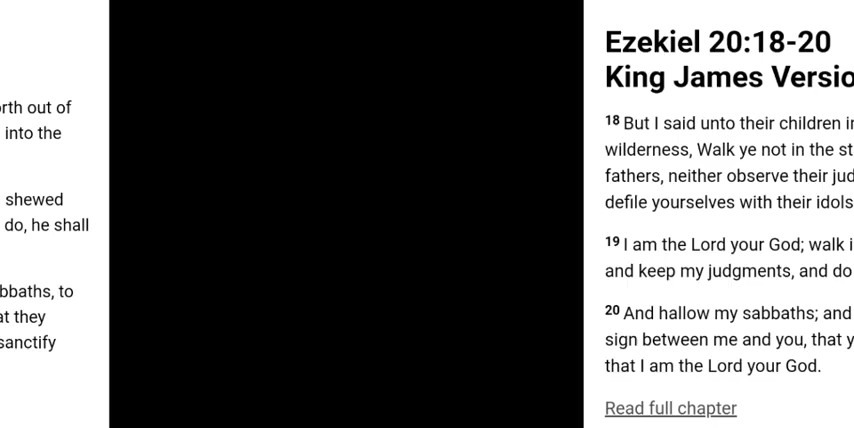 rth out of
into the
shewed
do, he shall
bbaths, to
at they
sanctify
Ezekiel 20:18-20
King James Versio
18 But I said unto their children i
wilderness, Walk ye not in the st
fathers, neither observe their jud
defile yourselves with their idols
19 I am the Lord your God; walk i
and keep my judgments, and do
20 And hallow my sabbaths; and
sign between me and you, that y
that I am the Lord your God.
Read full chapter